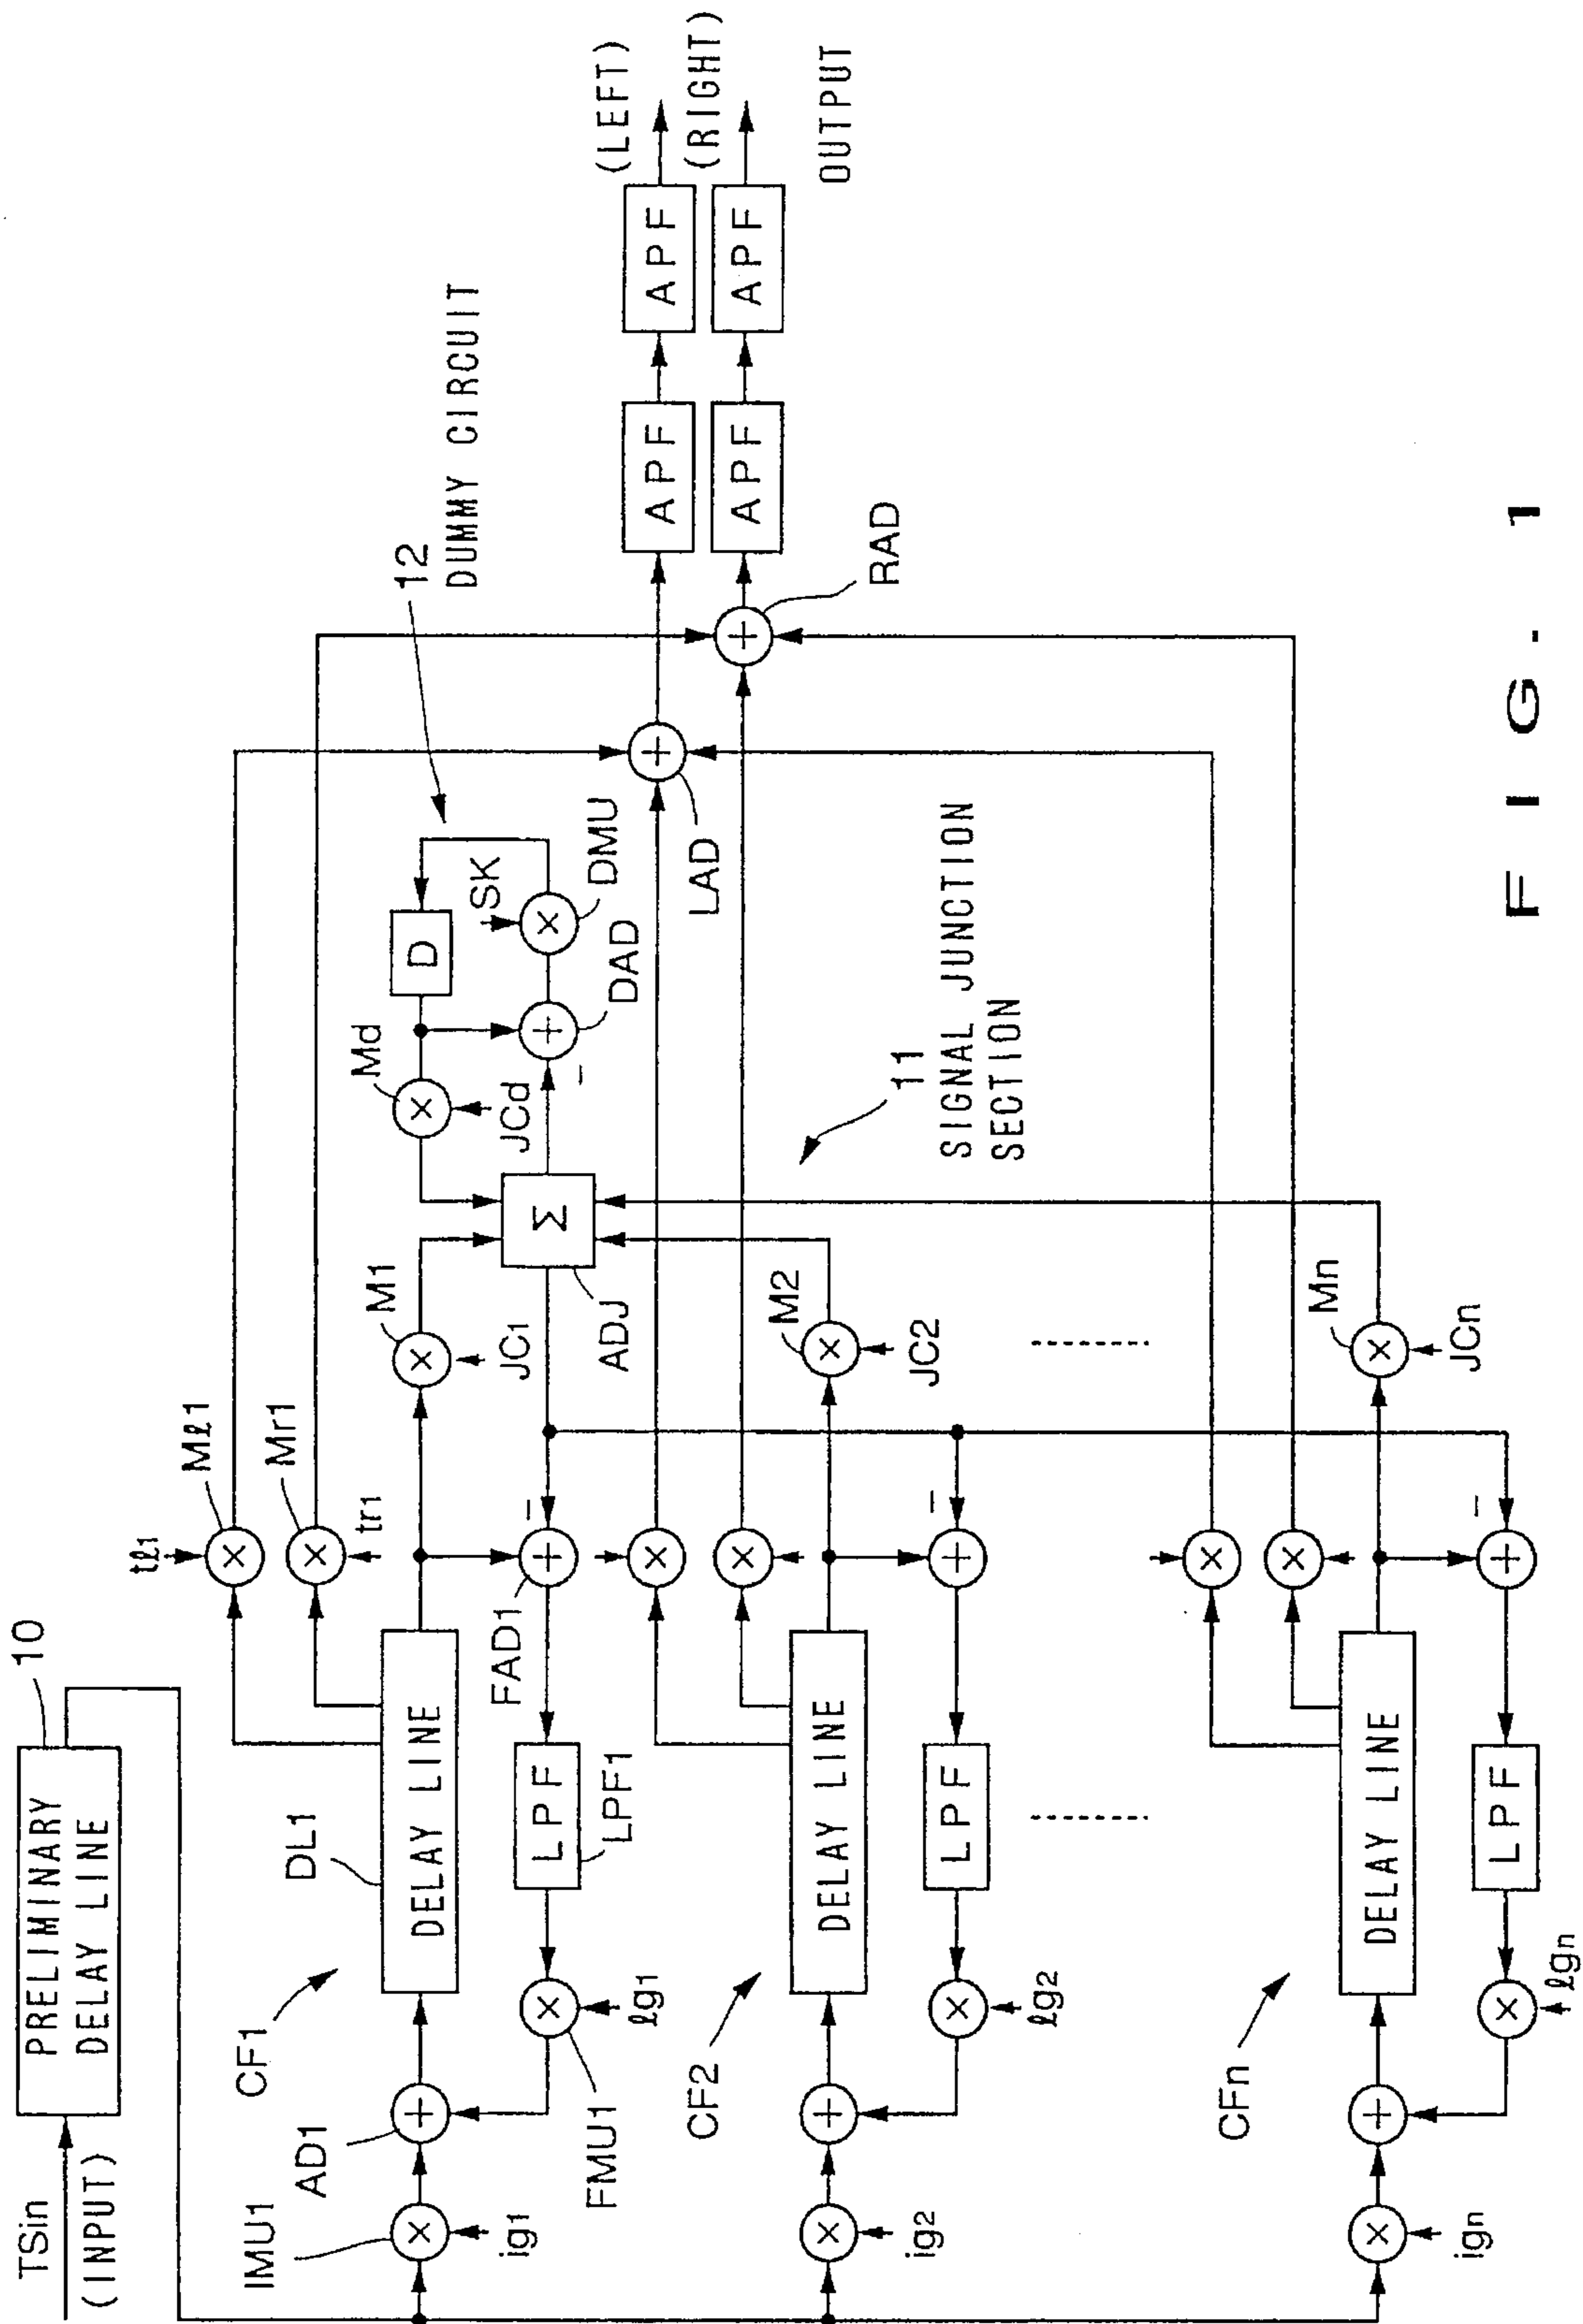 TSin
(INPUT)
PRELIMINARY
DELAY LINE
10
tℓ1
Mℓ1
Mr1
tr1
CF1
DL1
IMU1
AD1
ig1
DELAY LINE
M1
JC1
Md
JCd
D
SK
12
DUMMY CIRCUIT
FMU1
ℓg1
LPF
LPF1
FAD1
−
+
×
ADJ
Σ
−
DAD
DMU
LAD
RAD
APF
APF
(LEFT)
APF
APF
(RIGHT)
OUTPUT
CF2
ig2
DELAY LINE
M2
JC2
11
SIGNAL JUNCTION
SECTION
ℓg2
LPF
−
CFn
ign
DELAY LINE
Mn
JCn
ℓgn
LPF
−
FIG. 1